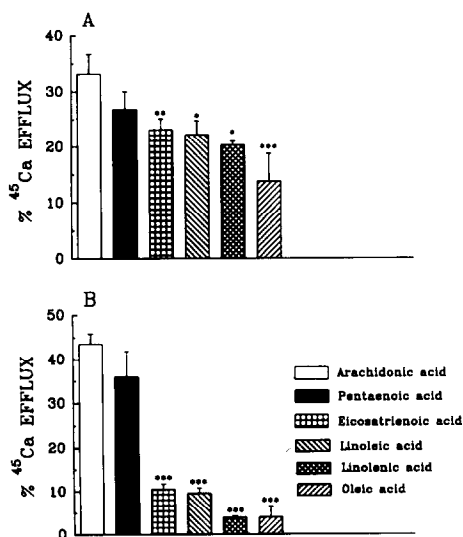 A
% 45Ca EFFLUX
40
30
20
10
0
**
*
*
***
B
% 45Ca EFFLUX
50
40
30
20
10
0
***
***
***
***
Arachidonic acid
Pentaenoic acid
Eicosatrienoic acid
Linoleic acid
Linolenic acid
Oleic acid